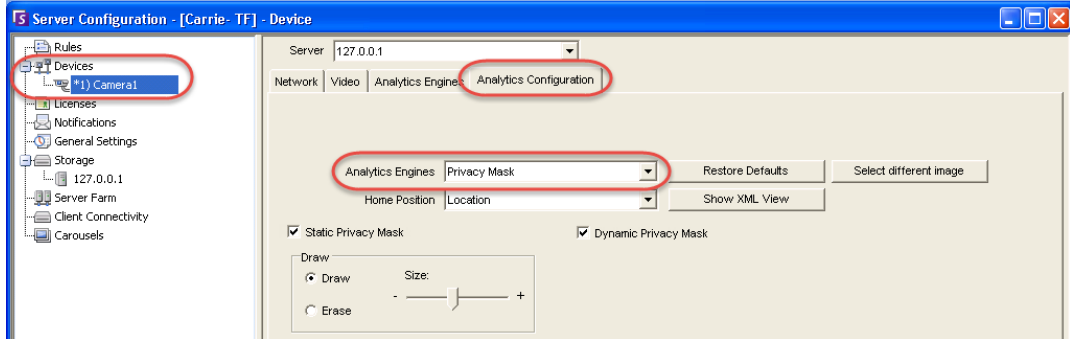 Server Configuration - [Carrie- TF] - Device
Rules
Devices
*1) Camera1
Licenses
Notifications
General Settings
Storage
127.0.0.1
Server Farm
Client Connectivity
Carousels
Server 127.0.0.1
Network Video Analytics Engines Analytics Configuration
Analytics Engines Privacy Mask Restore Defaults Select different image
Home Position Location Show XML View
Static Privacy Mask Dynamic Privacy Mask
Draw
Draw Size:
- +
Erase